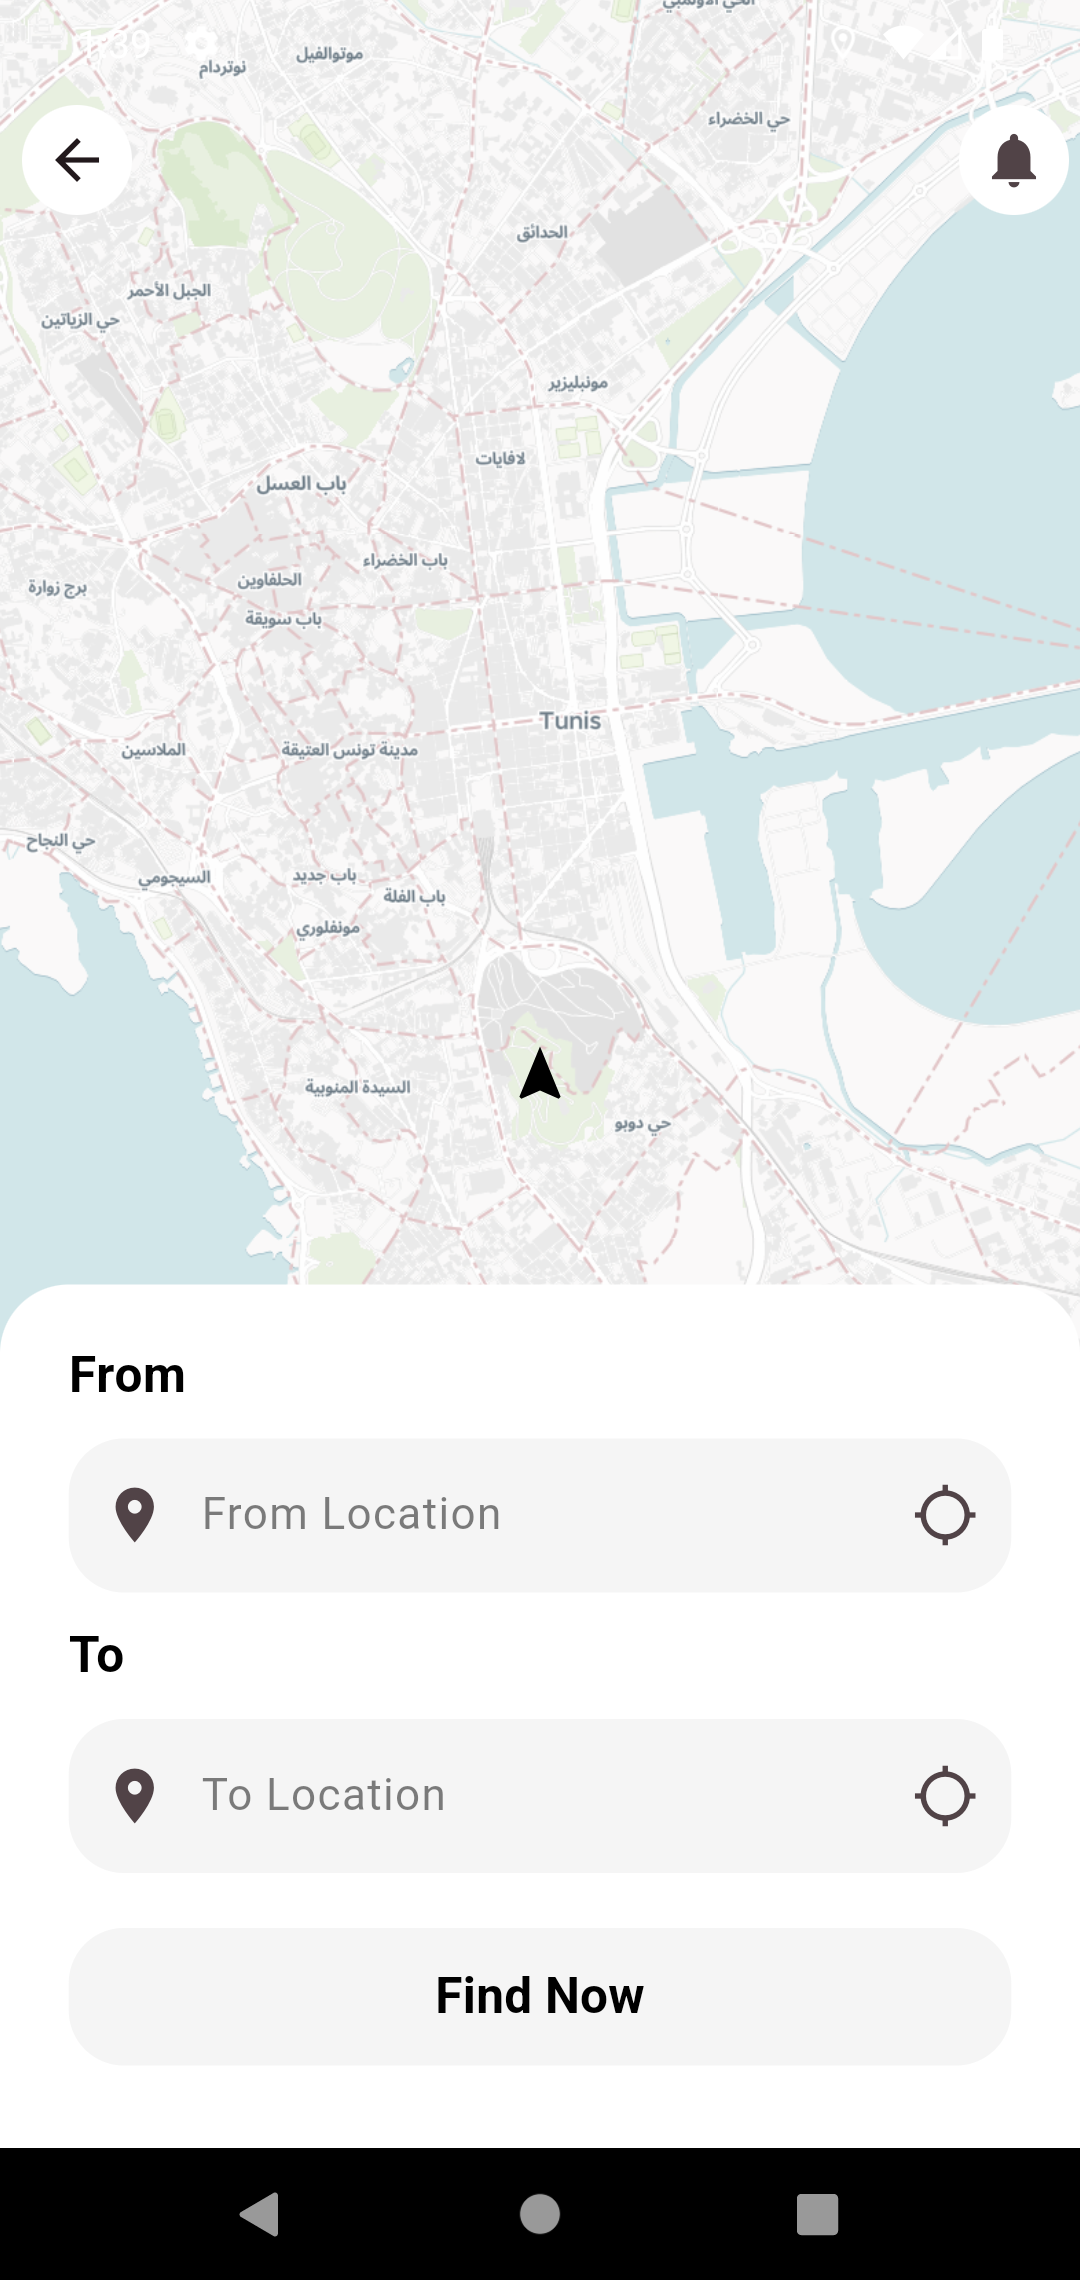 موتوالفيل
نوتردام
حي الخضراء
الحدائق
الجبل الأحمر
حي الزياتين
مونبليزير
لافايات
باب العسل
باب الخضراء
الحلفاوين
برج زوارة
باب سويقة
Tunis
الملاسين
مدينة تونس العتيقة
حي النجاح
السيجومي
باب جديد
باب الفلة
مونفلوري
السيدة المنوبية
حي دوبو
From
From Location
To
To Location
Find Now